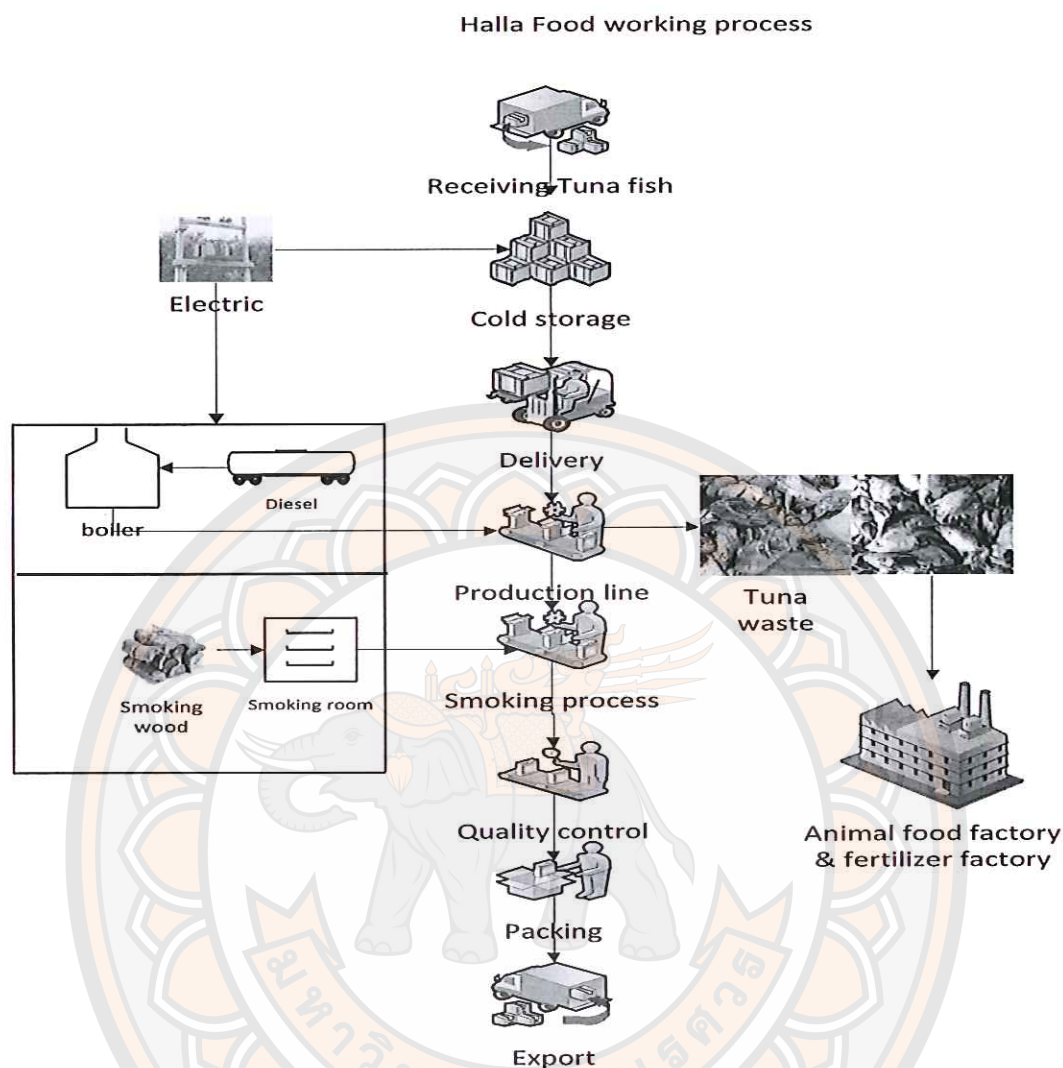 Halla Food working process
Receiving Tuna fish
Electric
Cold storage
Delivery
Diesel
boiler
Production line
Tuna
waste
Smoking
wood
Smoking room
Smoking process
Quality control
Animal food factory
& fertilizer factory
Packing
Export